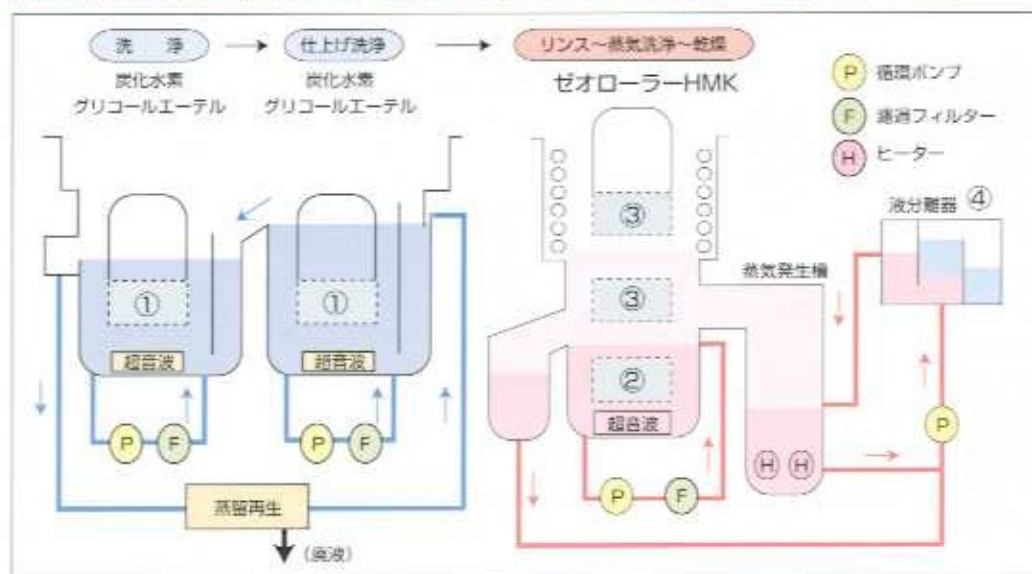 洗 浄
仕上げ洗浄
リンス～蒸気洗浄～乾燥
炭化水素
グリコールエーテル
炭化水素
グリコールエーテル
ゼオローラーHMK
P 循環ポンプ
F 濾過フィルター
H ヒーター
液分離器 ④
蒸気発生槽
③
③
②
①
①
超音波
超音波
超音波
P F
P F
P F
H H
P
蒸留再生
(廃液)